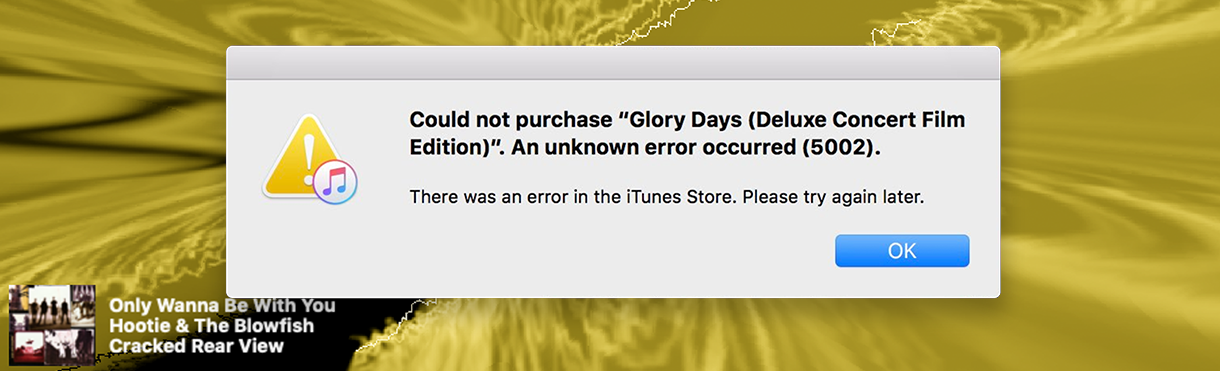 Could not purchase “Glory Days (Deluxe Concert Film
Edition)”. An unknown error occurred (5002).
There was an error in the iTunes Store. Please try again later.
OK
Only Wanna Be With You
Hootie & The Blowfish
Cracked Rear View